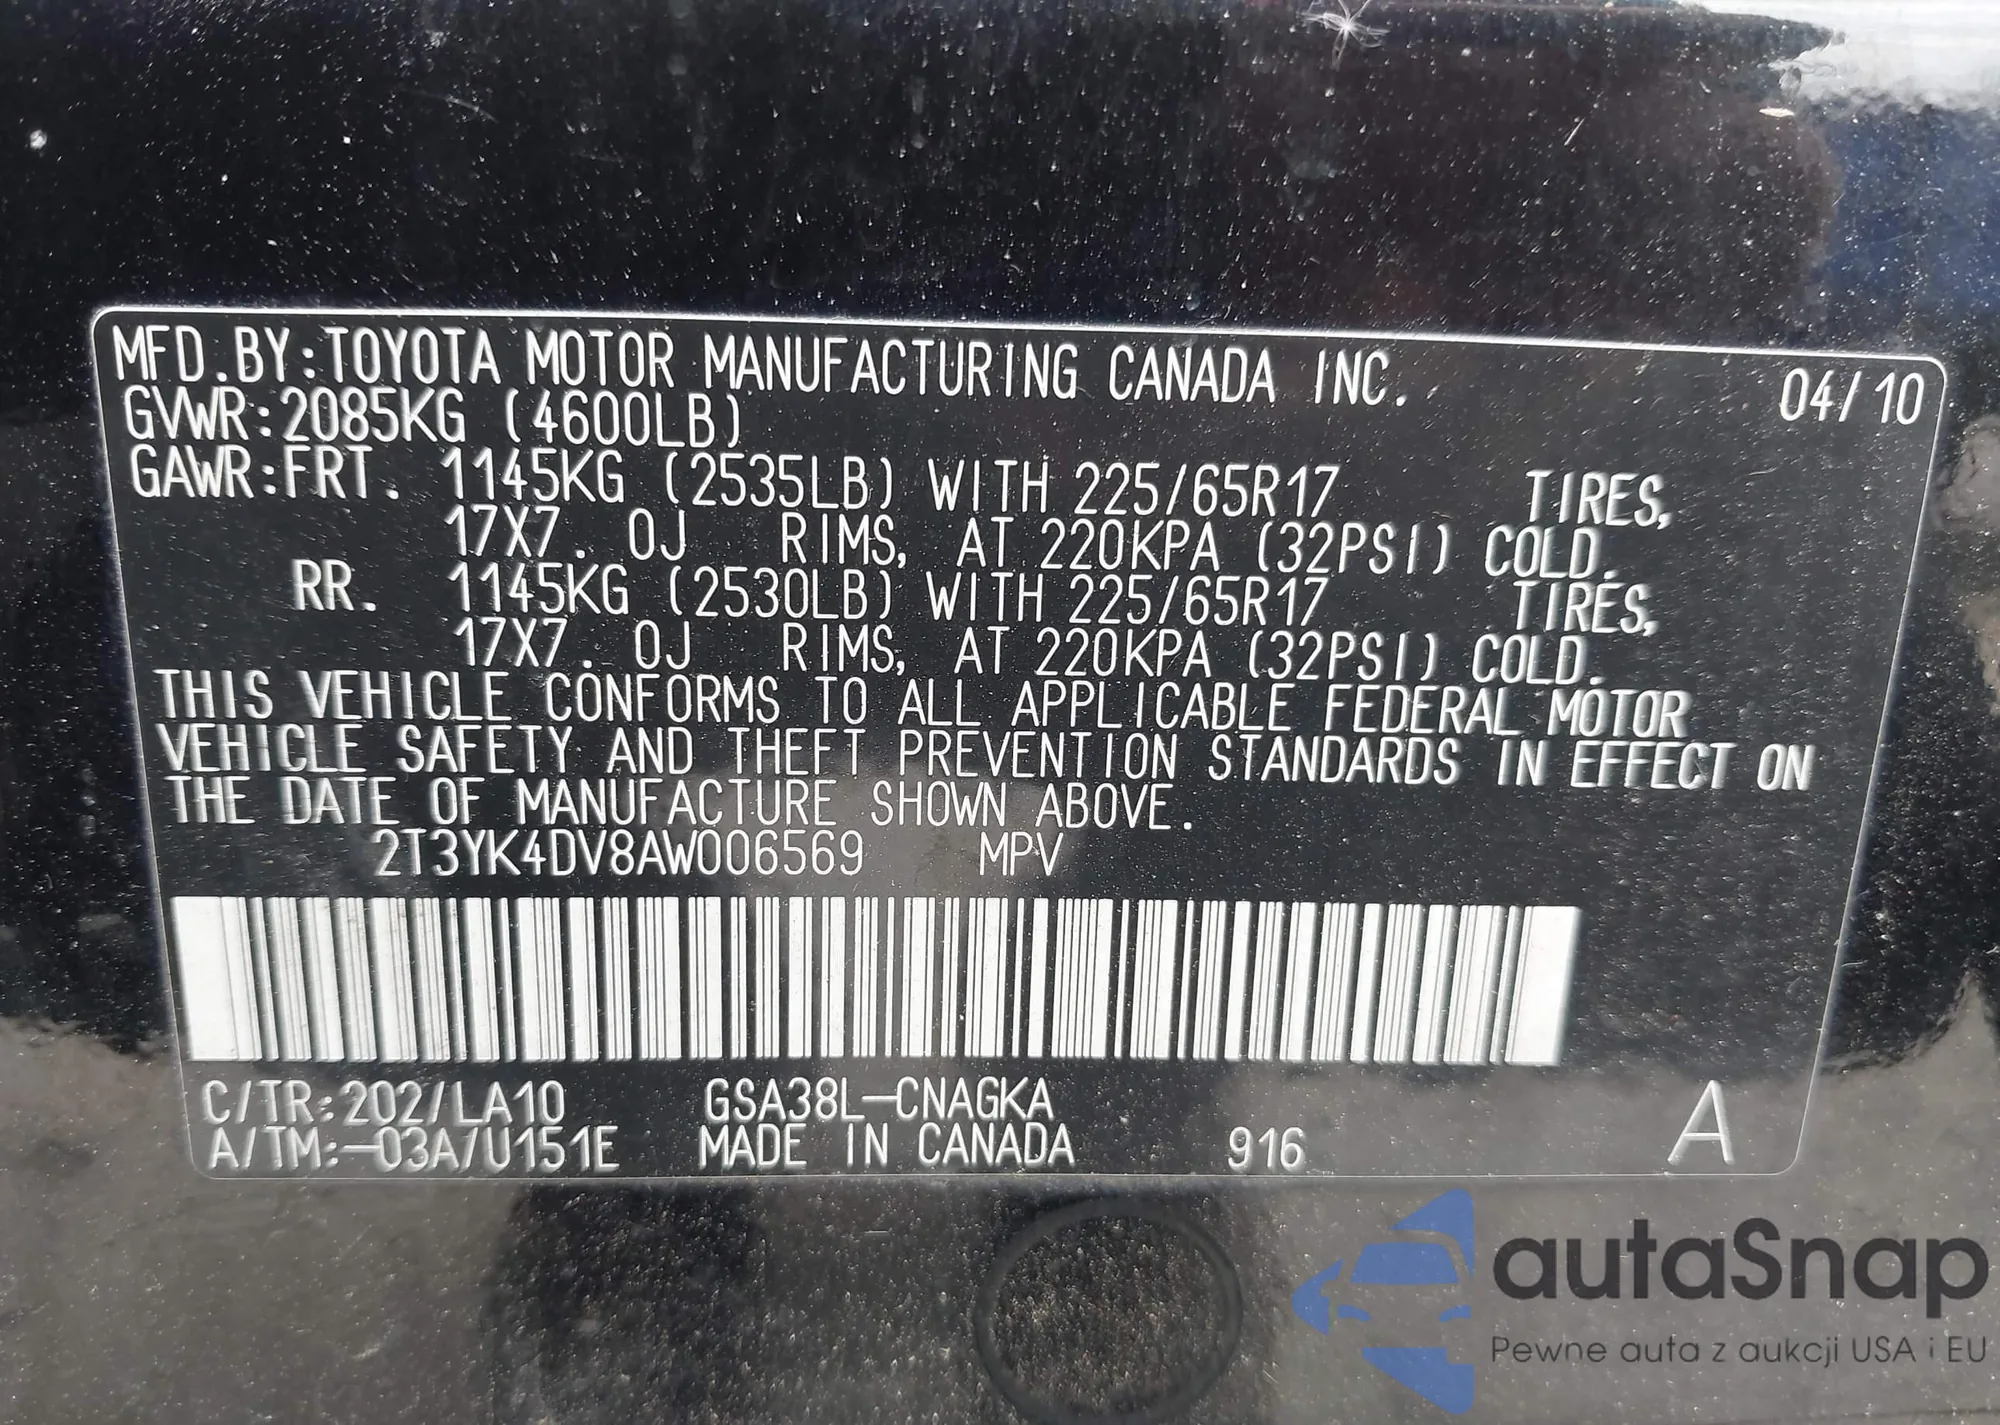 MFD.BY:TOYOTA MOTOR MANUFACTURING CANADA INC. 04/10
GVWR:2085KG (4600LB)
GAWR:FRT. 1145KG (2535LB) WITH 225/65R17 TIRES,
17X7.0J RIMS, AT 220KPA (32PSI) COLD.
RR. 1145KG (2530LB) WITH 225/65R17 TIRES,
17X7.0J RIMS, AT 220KPA (32PSI) COLD.
THIS VEHICLE CONFORMS TO ALL APPLICABLE FEDERAL MOTOR
VEHICLE SAFETY AND THEFT PREVENTION STANDARDS IN EFFECT ON
THE DATE OF MANUFACTURE SHOWN ABOVE.
2T3YK4DV8AW006569 MPV
C/TR:202/LA10 GSA38L-CNAGKA
A/TM:-03A/U151E MADE IN CANADA 916 A
autaSnap
Pewne auta z aukcji USA i EU